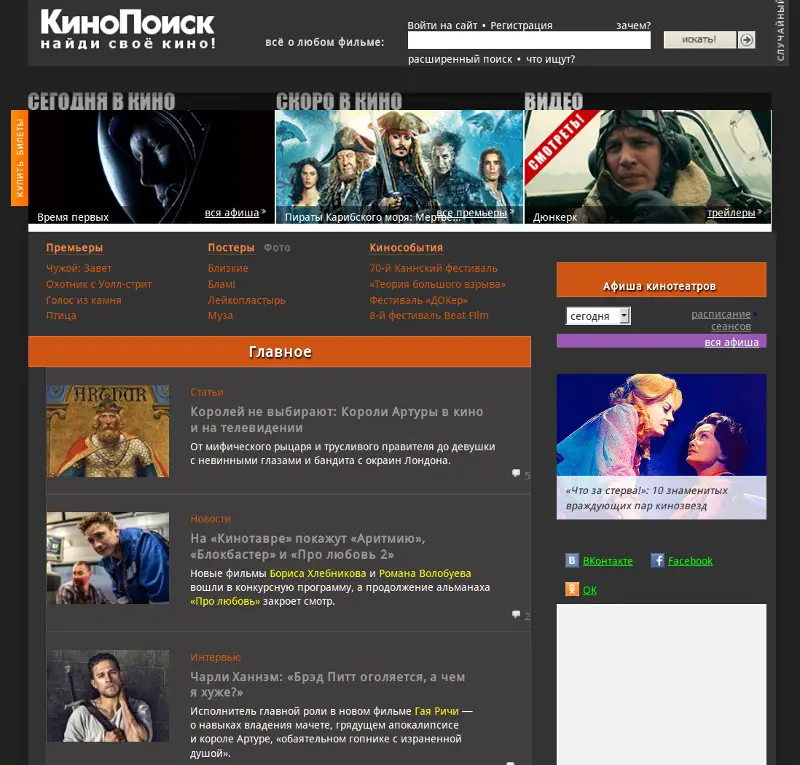 КиноПоиск
найди своё кино!
всё о любом фильме:
Войти на сайт • Регистрация
зачем?
искать!
расширенный поиск • что ищут?
СЛУЧАЙНЫЙ
СЕГОДНЯ В КИНО
СКОРО В КИНО
ВИДЕО
КУПИТЬ БИЛЕТЫ
СМОТРЕТЬ!
Время первых
вся афиша »
Пираты Карибского моря: Мертве...
все премьеры »
Дюнкерк
трейлеры »
Премьеры
Чужой: Завет
Охотник с Уолл-стрит
Голос из камня
Птица
Постеры Фото
Близкие
Блам!
Лейкопластырь
Муза
Кинособытия
70-й Каннский фестиваль
«Теория большого взрыва»
Фестиваль «ДОКер»
8-й фестиваль Beat Film
Афиша кинотеатров
сегодня
расписание
сеансов
вся афиша
Главное
ARTHUR
Статьи
Королей не выбирают: Короли Артуры в кино
и на телевидении
От мифического рыцаря и трусливого правителя до девушки
с невинными глазами и бандита с окраин Лондона.
5
«Что за стерва!»: 10 знаменитых
враждующих пар кинозвезд
Новости
На «Кинотавре» покажут «Аритмию»,
«Блокбастер» и «Про любовь 2»
Новые фильмы Бориса Хлебникова и Романа Волобуева
вошли в конкурсную программу, а продолжение альманаха
«Про любовь» закроет смотр.
2
ВКонтакте
Facebook
OK
Интервью
Чарли Ханнэм: «Брэд Питт оголяется, а чем
я хуже?»
Исполнитель главной роли в новом фильме Гая Ричи —
о навыках владения мачете, грядущем апокалипсисе
и короле Артуре, «обаятельном гопнике с израненной
душой».